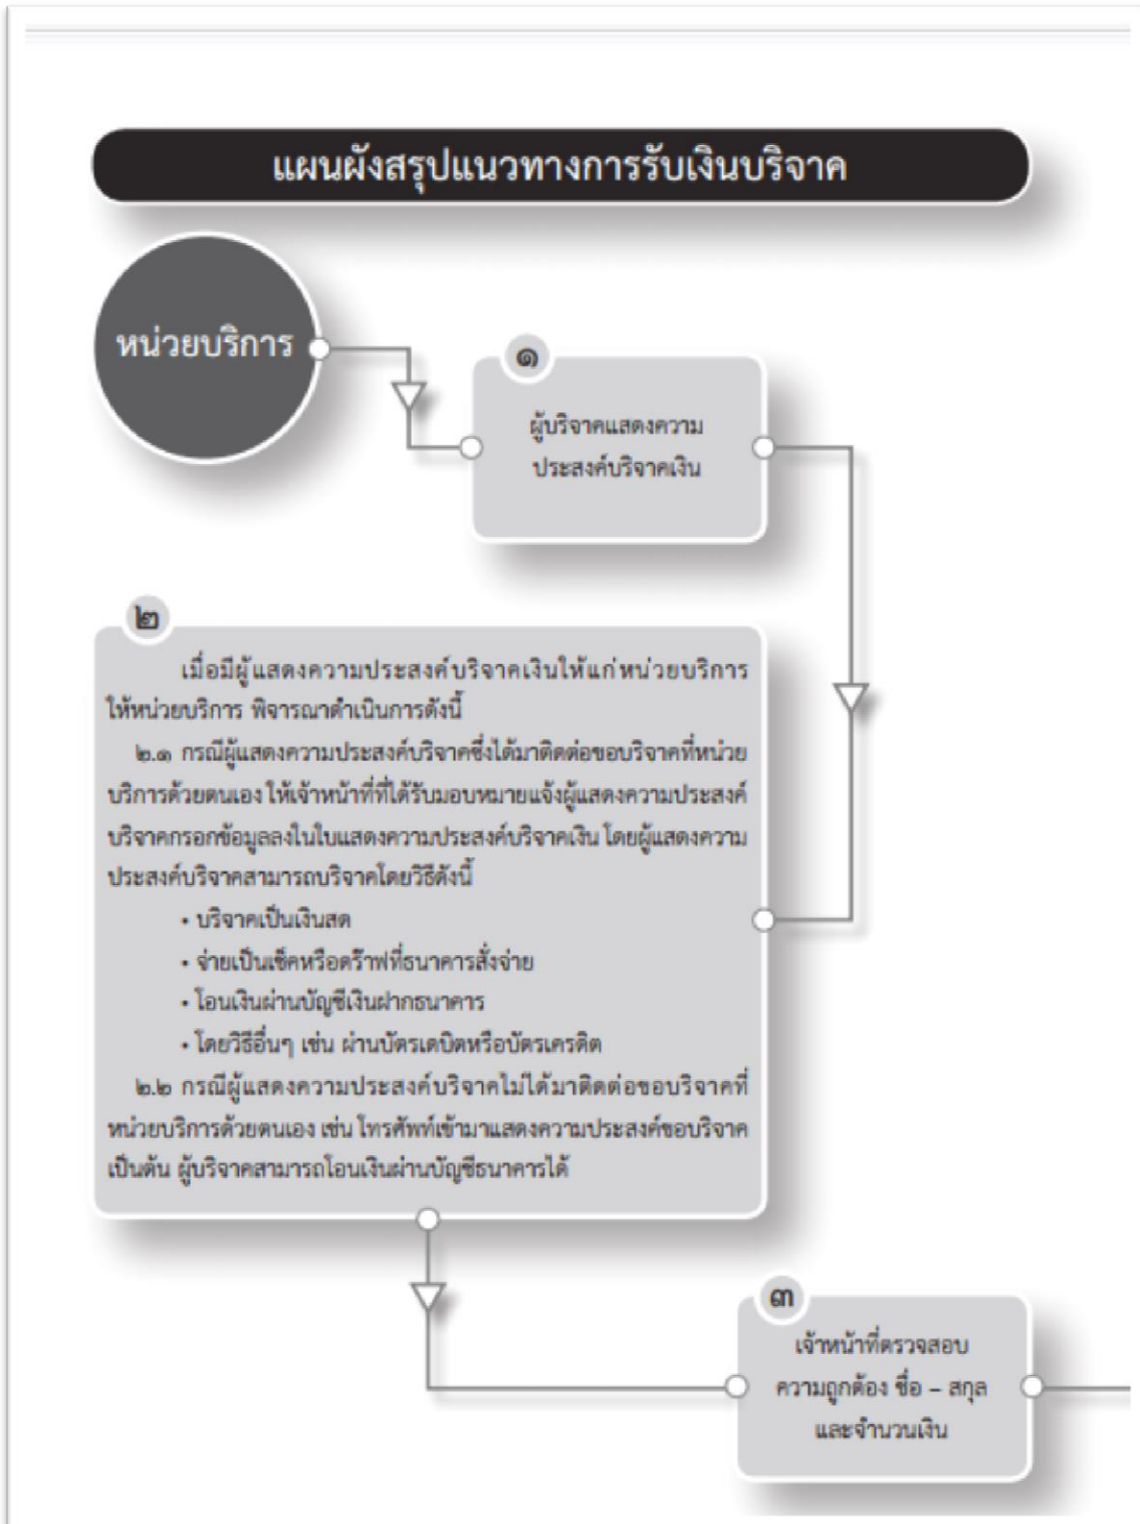 แผนผังสรุปแนวทางการรับเงินบริจาค
หน่วยบริการ
๑
ผู้บริจาคแสดงความ
ประสงค์บริจาคเงิน
๒
เมื่อมีผู้แสดงความประสงค์บริจาคเงินให้แก่หน่วยบริการ
ให้หน่วยบริการ พิจารณาดำเนินการดังนี้
๒.๑ กรณีผู้แสดงความประสงค์บริจาคซึ่งได้มาติดต่อขอบริจาคที่หน่วย
บริการด้วยตนเอง ให้เจ้าหน้าที่ที่ได้รับมอบหมายแจ้งผู้แสดงความประสงค์
บริจาคกรอกข้อมูลลงในใบแสดงความประสงค์บริจาคเงิน โดยผู้แสดงความ
ประสงค์บริจาคสามารถบริจาคโดยวิธีดังนี้
• บริจาคเป็นเงินสด
• จ่ายเป็นเช็คหรือดร๊าฟที่ธนาคารสั่งจ่าย
• โอนเงินผ่านบัญชีเงินฝากธนาคาร
• โดยวิธีอื่นๆ เช่น ผ่านบัตรเดบิตหรือบัตรเครดิต
๒.๒ กรณีผู้แสดงความประสงค์บริจาคไม่ได้มาติดต่อขอบริจาคที่
หน่วยบริการด้วยตนเอง เช่น โทรศัพท์เข้ามาแสดงความประสงค์ขอบริจาค
เป็นต้น ผู้บริจาคสามารถโอนเงินผ่านบัญชีธนาคารได้
๓
เจ้าหน้าที่ตรวจสอบ
ความถูกต้อง ชื่อ – สกุล
และจำนวนเงิน